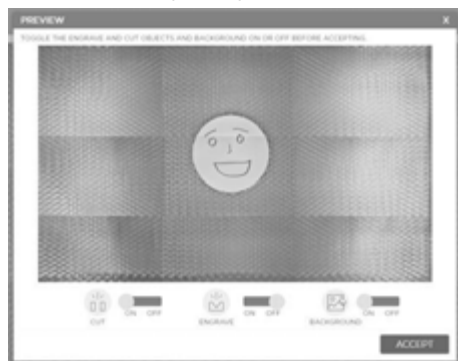 PREVIEW X
TOGGLE THE ENGRAVE AND CUT OBJECTS AND BACKGROUND ON OR OFF BEFORE ACCEPTING.
ON OFF ON OFF ON OFF
CUT ENGRAVE BACKGROUND
ACCEPT